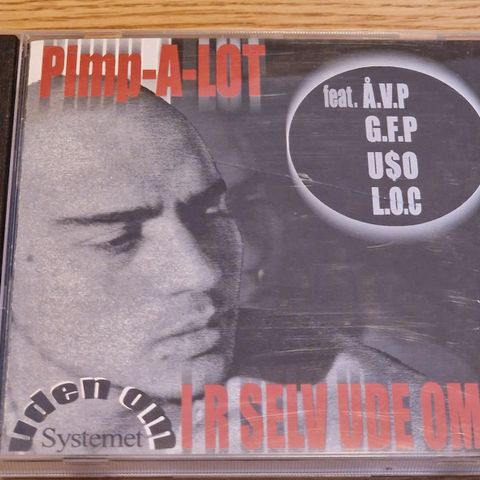 PImp-A-LOT
feat. Å.V.P
G.F.P
U$O
L.O.C
uden om
Systemet
I R SELV UDE OM